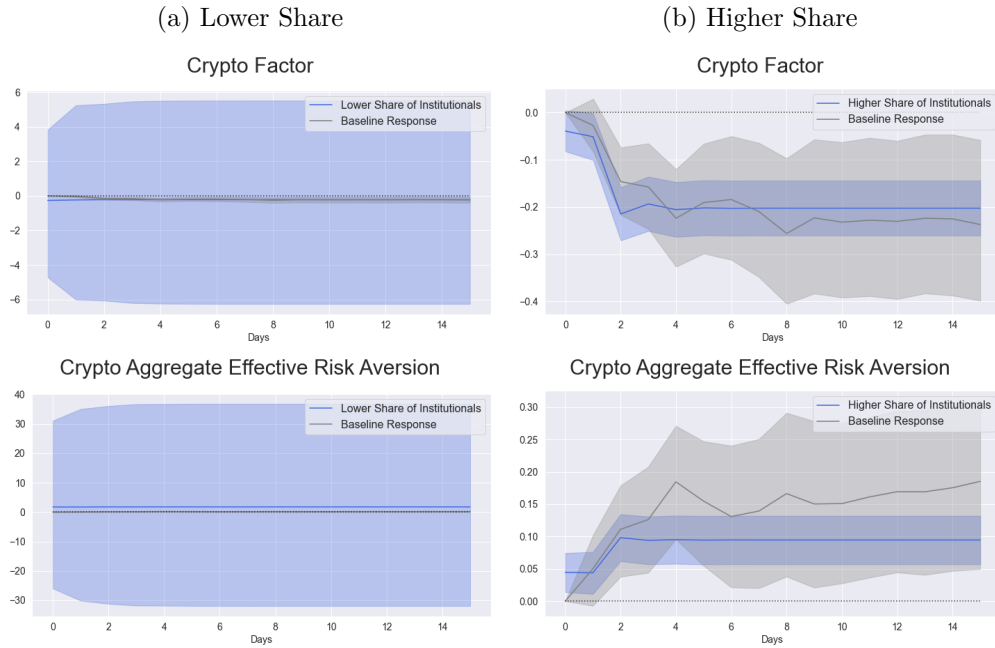 (a) Lower Share
(b) Higher Share
Crypto Factor
Lower Share of Institutionals
Baseline Response
6
4
2
0
−2
−4
−6
0 2 4 6 8 10 12 14
Days
Crypto Factor
Higher Share of Institutionals
Baseline Response
0.0
−0.1
−0.2
−0.3
−0.4
0 2 4 6 8 10 12 14
Days
Crypto Aggregate Effective Risk Aversion
Lower Share of Institutionals
Baseline Response
40
30
20
10
0
−10
−20
−30
0 2 4 6 8 10 12 14
Days
Crypto Aggregate Effective Risk Aversion
Higher Share of Institutionals
Baseline Response
0.30
0.25
0.20
0.15
0.10
0.05
0.00
0 2 4 6 8 10 12 14
Days